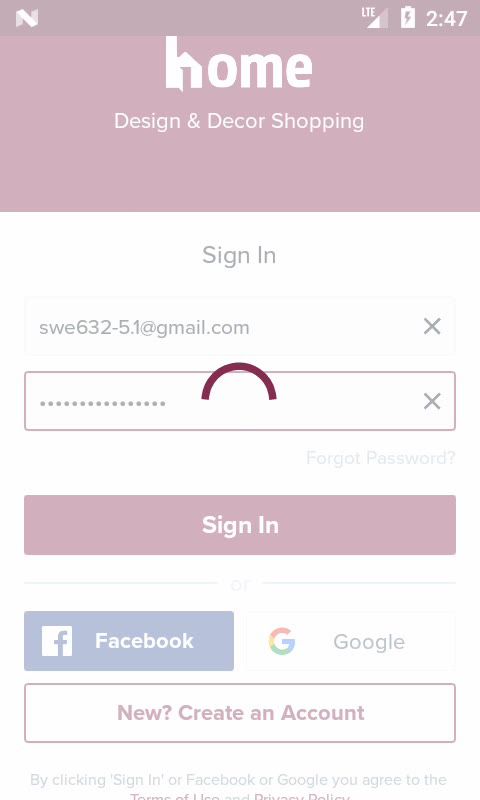 LTE 2:47
home
Design & Decor Shopping
Sign In
swe632-5.1@gmail.com
••••••••••••••••
Forgot Password?
Sign In
or
Facebook
Google
New? Create an Account
By clicking 'Sign In' or Facebook or Google you agree to the
Terms of Use and Privacy Policy